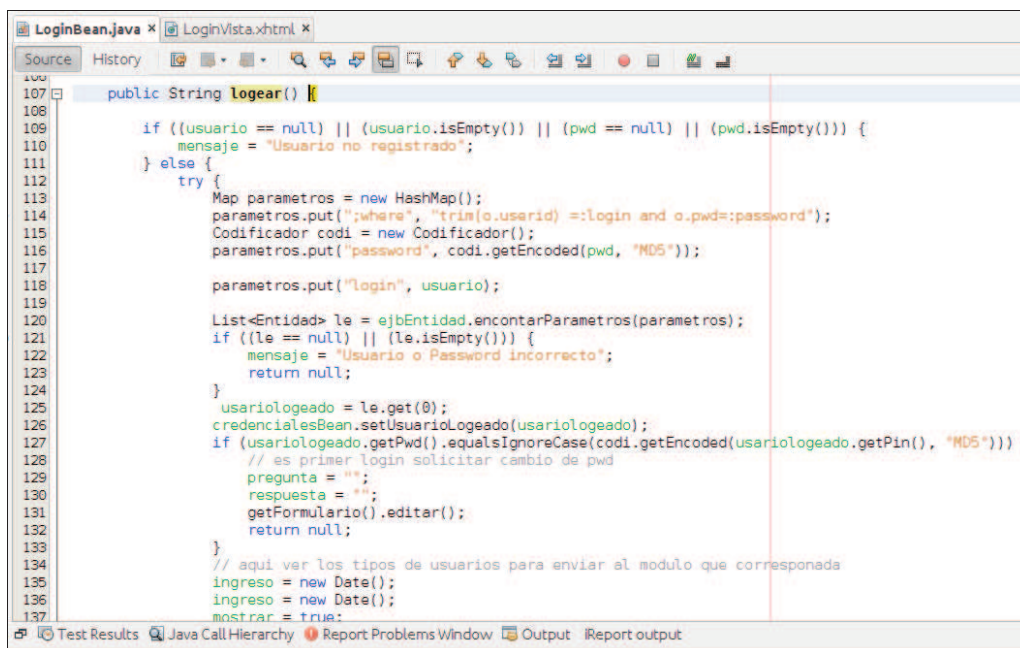 LoginBean.java × LoginVista.xhtml ×
Source History
106
107 public String logear() {
108
109 if ((usuario == null) || (usuario.isEmpty()) || (pwd == null) || (pwd.isEmpty())) {
110 mensaje = "Usuario no registrado";
111 } else {
112 try {
113 Map parametros = new HashMap();
114 parametros.put(";where", "trim(o.userid) =:login and o.pwd=:password");
115 Codificador codi = new Codificador();
116 parametros.put("password", codi.getEncoded(pwd, "MD5"));
117
118 parametros.put("login", usuario);
119
120 List<Entidad> le = ejbEntidad.encontarParametros(parametros);
121 if ((le == null) || (le.isEmpty())) {
122 mensaje = "Usuario o Password incorrecto";
123 return null;
124 }
125 usariologeado = le.get(0);
126 credencialesBean.setUsuarioLogeado(usariologeado);
127 if (usariologeado.getPwd().equalsIgnoreCase(codi.getEncoded(usariologeado.getPin(), "MD5")))
128 // es primer login solicitar cambio de pwd
129 pregunta = "";
130 respuesta = "";
131 getFormulario().editar();
132 return null;
133 }
134 // aqui ver los tipos de usuarios para enviar al modulo que corresponada
135 ingreso = new Date();
136 ingreso = new Date();
137 mostrar = true;
Test Results Java Call Hierarchy Report Problems Window Output iReport output